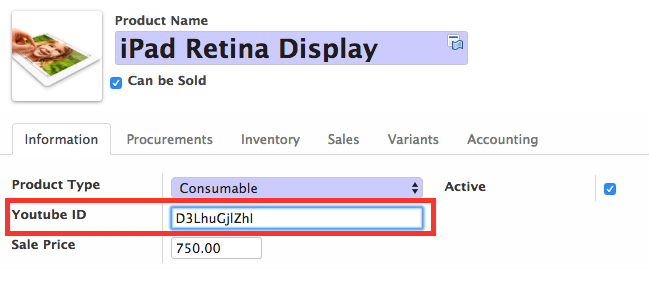 Product Name
iPad Retina Display
Can be Sold
Information Procurements Inventory Sales Variants Accounting
Product Type Consumable Active
Youtube ID D3LhuGjlZhI
Sale Price 750.00